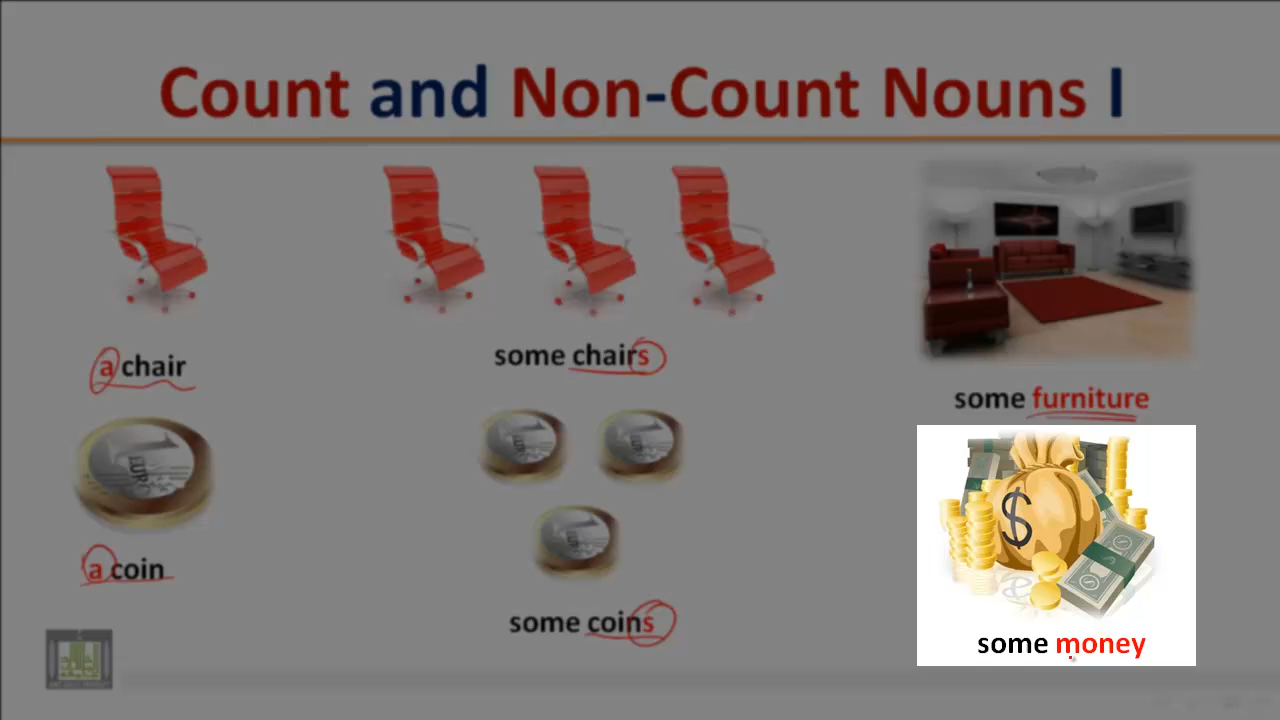 Count and Non-Count Nouns I
a chair
some chairs
some furniture
a coin
some coins
$
some money